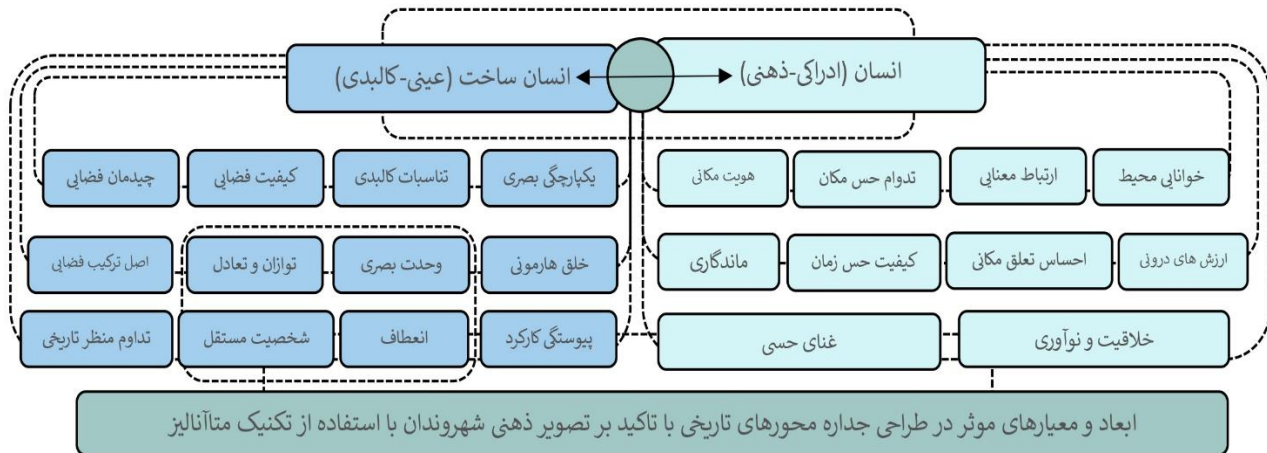 انسان (ادراکی-ذهنی)
انسان ساخت (عینی-کالبدی)
خوانایی محیط
ارتباط معنایی
تدوام حس مکان
هویت مکانی
یکپارچگی بصری
تناسبات کالبدی
کیفیت فضایی
چیدمان فضایی
ارزش های درونی
احساس تعلق مکانی
کیفیت حس زمان
ماندگاری
خلق هارمونی
وحدت بصری
توازان و تعادل
اصل ترکیب فضایی
خلاقیت و نوآوری
غنای حسی
پیوستگی کارکرد
انعطاف
شخصیت مستقل
تداوم منظر تاریخی
ابعاد و معیارهای موثر در طراحی جداره محورهای تاریخی با تاکید بر تصویر ذهنی شهروندان با استفاده از تکنیک متاآنالیز